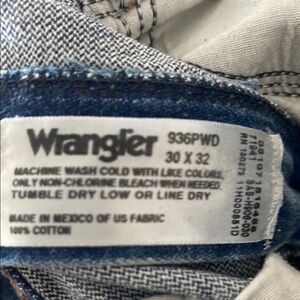 Wrangler 936PWD
30 X 32
MACHINE WASH COLD WITH LIKE COLORS,
ONLY NON-CHLORINE BLEACH WHEN NEEDED,
TUMBLE DRY LOW OR LINE DRY
MADE IN MEXICO OF US FABRIC
100% COTTON